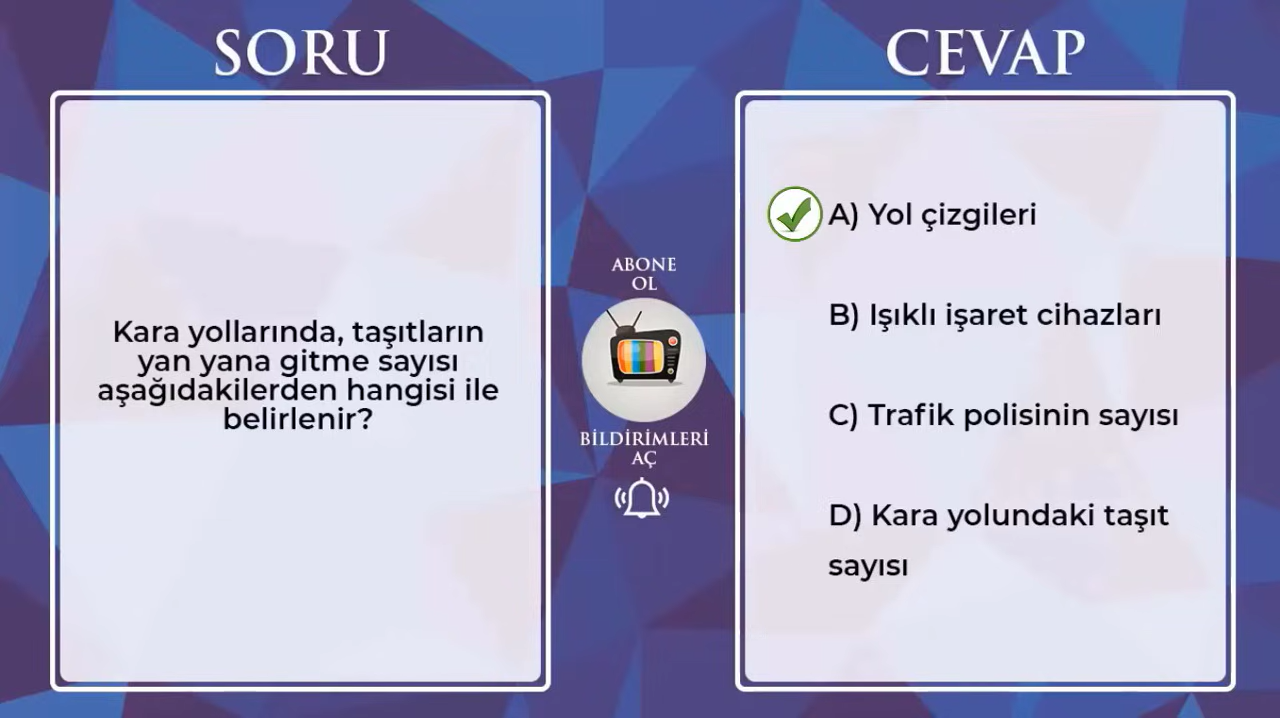 SORU
Kara yollarında, taşıtların
yan yana gitme sayısı
aşağıdakilerden hangisi ile
belirlenir?
ABONE
OL
BİLDİRİMLERİ
AÇ
CEVAP
A) Yol çizgileri
B) Işıklı işaret cihazları
C) Trafik polisinin sayısı
D) Kara yolundaki taşıt
sayısı